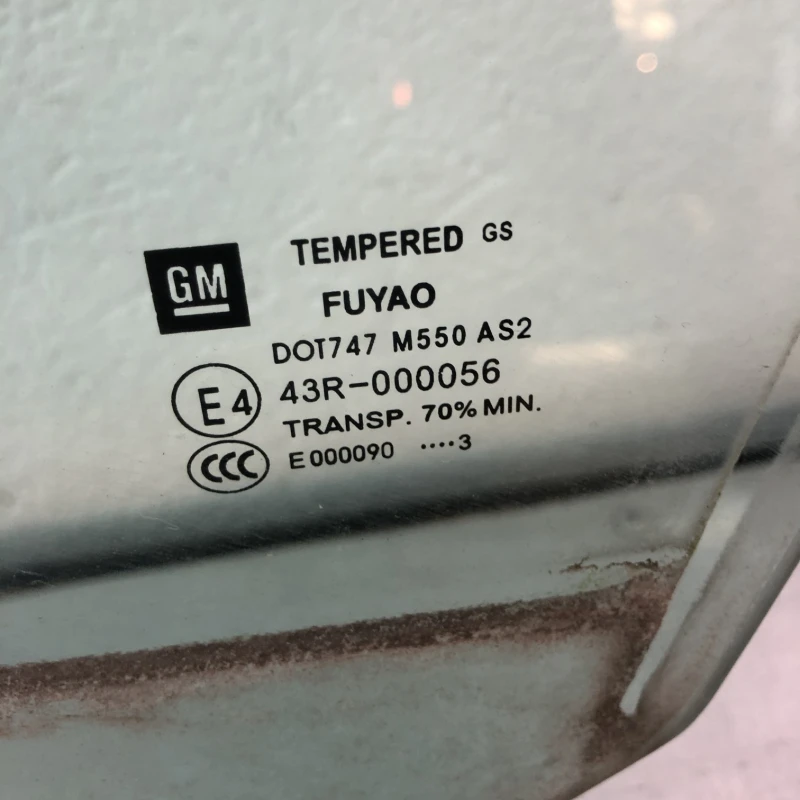 GM
TEMPERED GS
FUYAO
DOT747 M550 AS2
E4
43R-000056
TRANSP. 70% MIN.
CCC
E000090 ····3